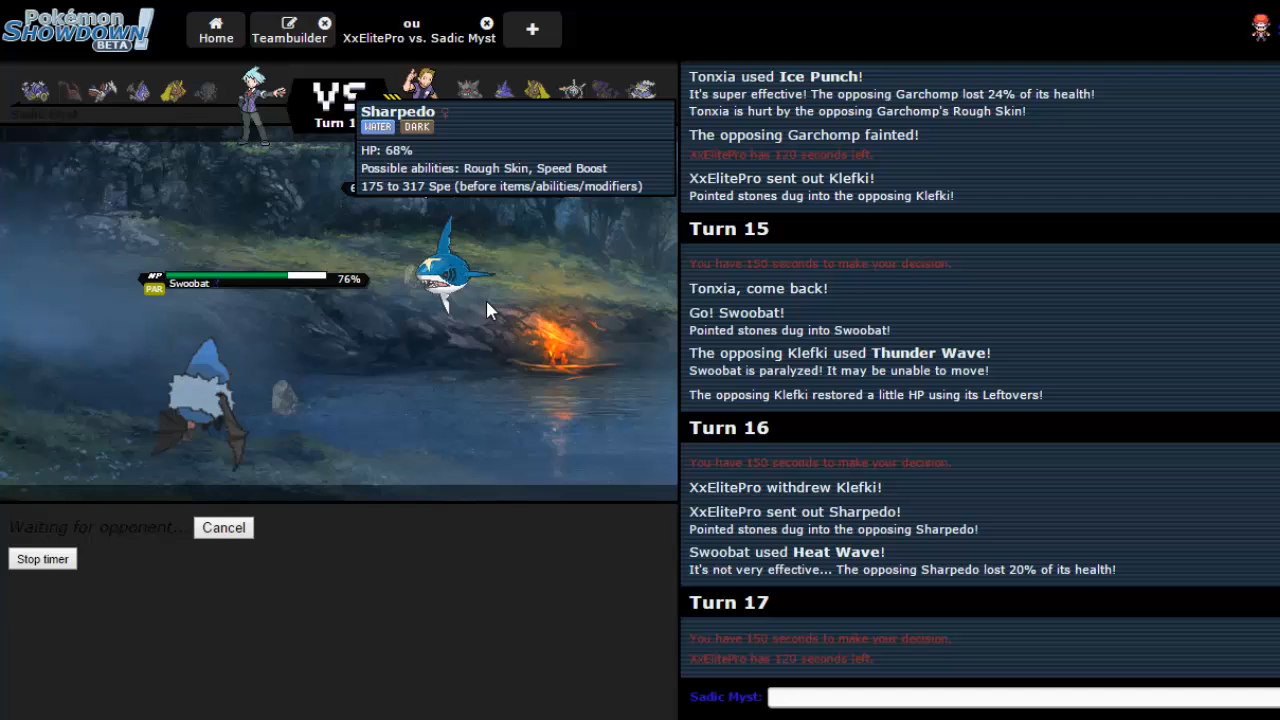 Pokémon
SHOWDOWN!
BETA
Home
Teambuilder
ou
XxElitePro vs. Sadic Myst
+
VS
Turn 1
Sharpedo ♀
WATER DARK
HP: 68%
Possible abilities: Rough Skin, Speed Boost
175 to 317 Spe (before items/abilities/modifiers)
Sadic Myst
76%
Swoobat
PAR
Waiting for opponent... Cancel
Stop timer
Tonxia used Ice Punch!
It's super effective! The opposing Garchomp lost 24% of its health!
Tonxia is hurt by the opposing Garchomp's Rough Skin!
The opposing Garchomp fainted!
XxElitePro has 120 seconds left.
XxElitePro sent out Klefki!
Pointed stones dug into the opposing Klefki!
Turn 15
You have 150 seconds to make your decision.
Tonxia, come back!
Go! Swoobat!
Pointed stones dug into Swoobat!
The opposing Klefki used Thunder Wave!
Swoobat is paralyzed! It may be unable to move!
The opposing Klefki restored a little HP using its Leftovers!
Turn 16
You have 150 seconds to make your decision.
XxElitePro withdrew Klefki!
XxElitePro sent out Sharpedo!
Pointed stones dug into the opposing Sharpedo!
Swoobat used Heat Wave!
It's not very effective... The opposing Sharpedo lost 20% of its health!
Turn 17
You have 150 seconds to make your decision.
XxElitePro has 120 seconds left.
Sadic Myst: